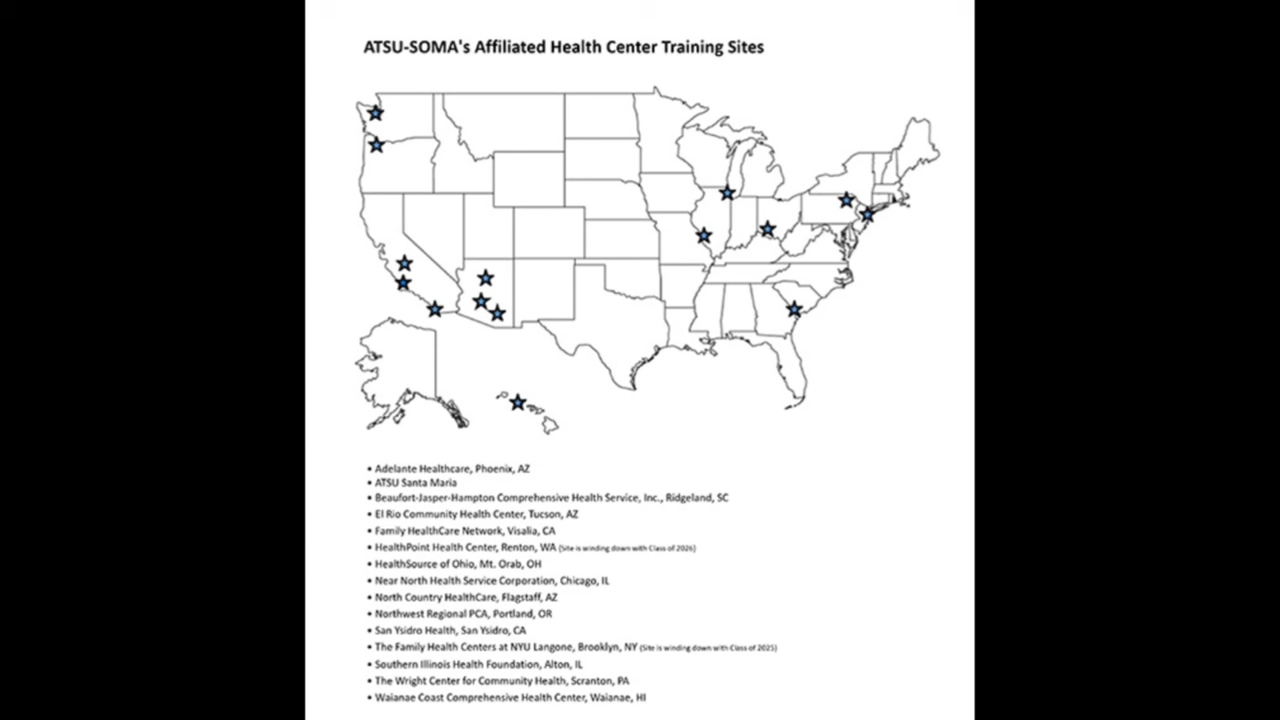 ATSU-SOMA's Affiliated Health Center Training Sites
• Adelante Healthcare, Phoenix, AZ
• ATSU Santa Maria
• Beaufort-Jasper-Hampton Comprehensive Health Service, Inc., Ridgeland, SC
• El Rio Community Health Center, Tucson, AZ
• Family HealthCare Network, Visalia, CA
• HealthPoint Health Center, Renton, WA (Site is winding down with Class of 2026)
• HealthSource of Ohio, Mt. Orab, OH
• Near North Health Service Corporation, Chicago, IL
• North Country HealthCare, Flagstaff, AZ
• Northwest Regional PCA, Portland, OR
• San Ysidro Health, San Ysidro, CA
• The Family Health Centers at NYU Langone, Brooklyn, NY (Site is winding down with Class of 2025)
• Southern Illinois Health Foundation, Alton, IL
• The Wright Center for Community Health, Scranton, PA
• Waianae Coast Comprehensive Health Center, Waianae, HI